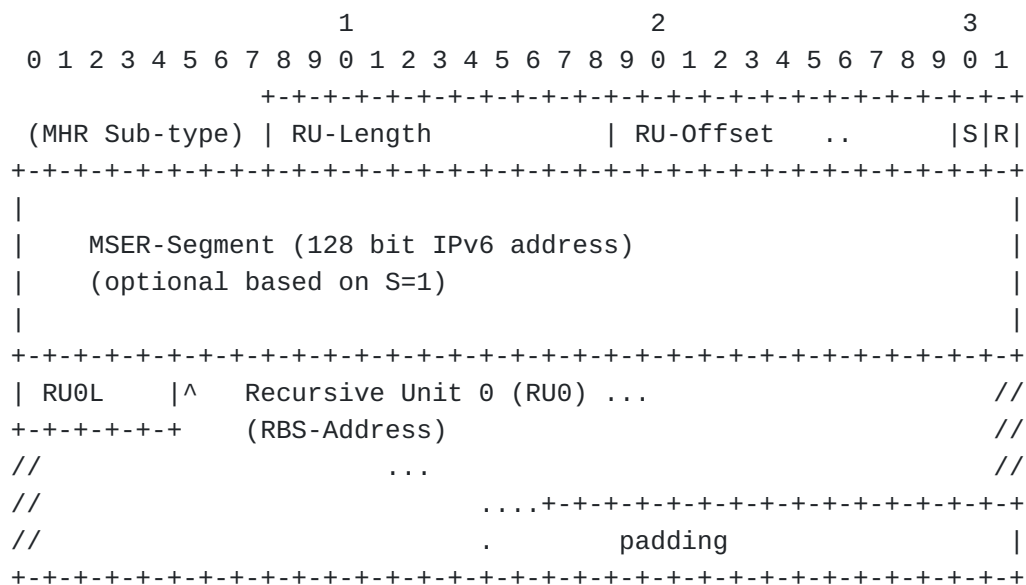 1                   2                   3
 0 1 2 3 4 5 6 7 8 9 0 1 2 3 4 5 6 7 8 9 0 1 2 3 4 5 6 7 8 9 0 1
                +-+-+-+-+-+-+-+-+-+-+-+-+-+-+-+-+-+-+-+-+-+-+-+-+
 (MHR Sub-type) | RU-Length           | RU-Offset   ..      |S|R|
+-+-+-+-+-+-+-+-+-+-+-+-+-+-+-+-+-+-+-+-+-+-+-+-+-+-+-+-+-+-+-+-+
|                                                               |
|    MSER-Segment (128 bit IPv6 address)                        |
|    (optional based on S=1)                                    |
|                                                               |
+-+-+-+-+-+-+-+-+-+-+-+-+-+-+-+-+-+-+-+-+-+-+-+-+-+-+-+-+-+-+-+-+
| RU0L    |^   Recursive Unit 0 (RU0) ...                      //
+-+-+-+-+-+    (RBS-Address)                                   //
//                      ...                                    //
//                            ....+-+-+-+-+-+-+-+-+-+-+-+-+-+-+-+
//                            .        padding                  |
+-+-+-+-+-+-+-+-+-+-+-+-+-+-+-+-+-+-+-+-+-+-+-+-+-+-+-+-+-+-+-+-+